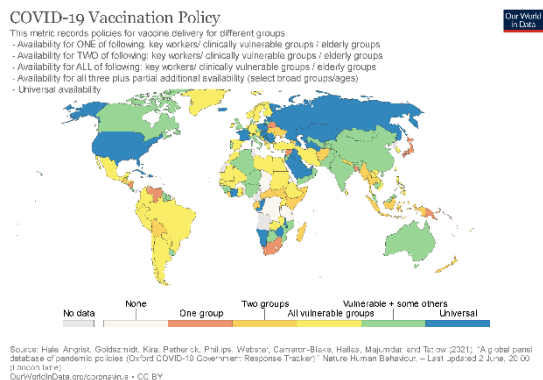 COVID-19 Vaccination Policy
Our World
in Data
This metric records policies for vaccine delivery for different groups.
- Availability for ONE of following: key workers/ clinically vulnerable groups / elderly groups
- Availability for TWO of following: key workers/ clinically vulnerable groups / elderly groups
- Availability for ALL of following: key workers/ clinically vulnerable groups / elderly groups
- Availability for all three plus partial additional availability (select broad groups/ages)
- Universal availability
No data
None
One group
Two groups
All vulnerable groups
Vulnerable + some others
Universal
Source: Hale, Angrist, Goldszmidt, Kira, Petherick, Phillips, Webster, Cameron-Blake, Hallas, Majumdar, and Tatlow (2021). "A global panel
database of pandemic policies (Oxford COVID-19 Government Response Tracker)." Nature Human Behaviour. – Last updated 2 June, 20:00
(London time)
OurWorldInData.org/coronavirus • CC BY